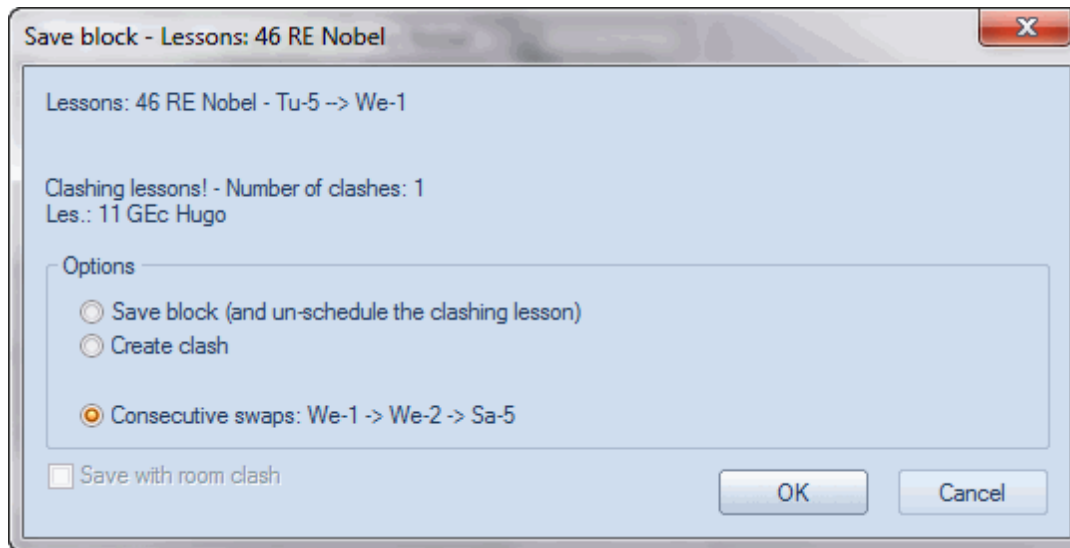 Save block - Lessons: 46 RE Nobel
Lessons: 46 RE Nobel - Tu-5 --> We-1
Clashing lessons! - Number of clashes: 1
Les.: 11 GEc Hugo
Options
Save block (and un-schedule the clashing lesson)
Create clash
Consecutive swaps: We-1 -> We-2 -> Sa-5
Save with room clash
OK Cancel